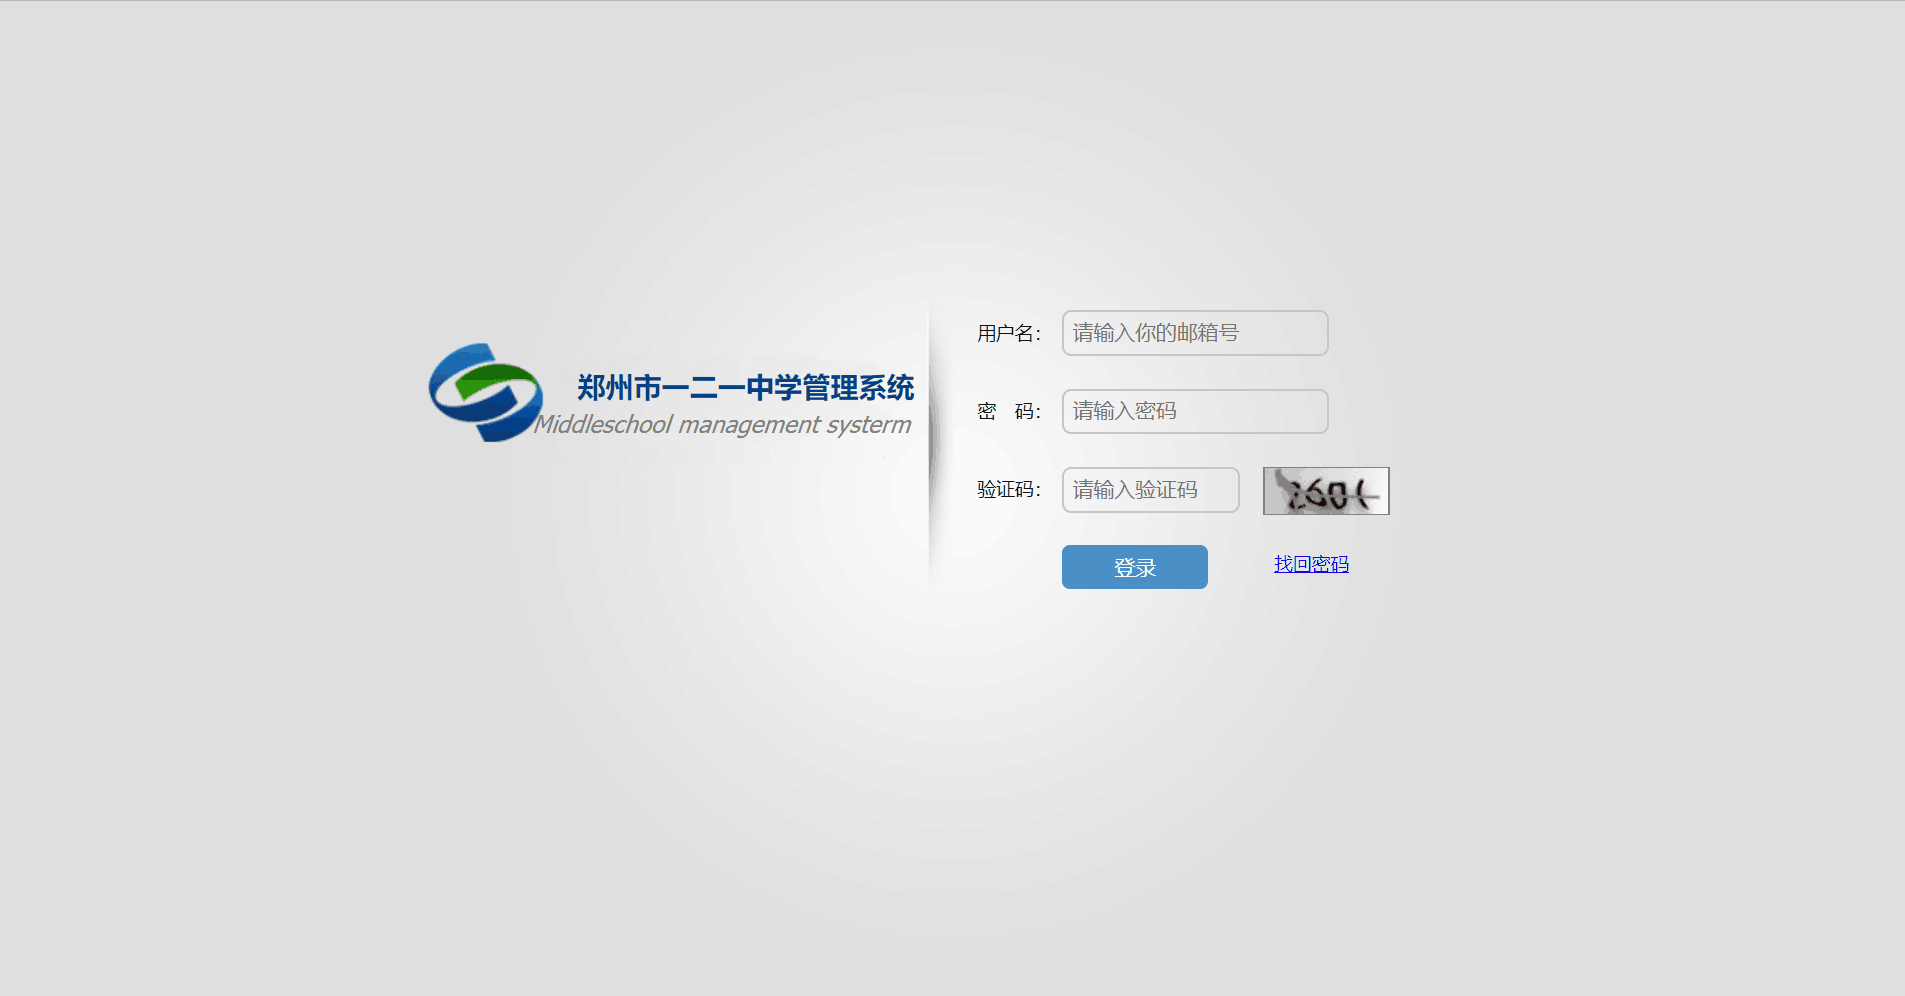 郑州市一二一中学管理系统
Middleschool management systerm
用户名：
请输入你的邮箱号
密 码：
请输入密码
验证码：
请输入验证码
登录
找回密码